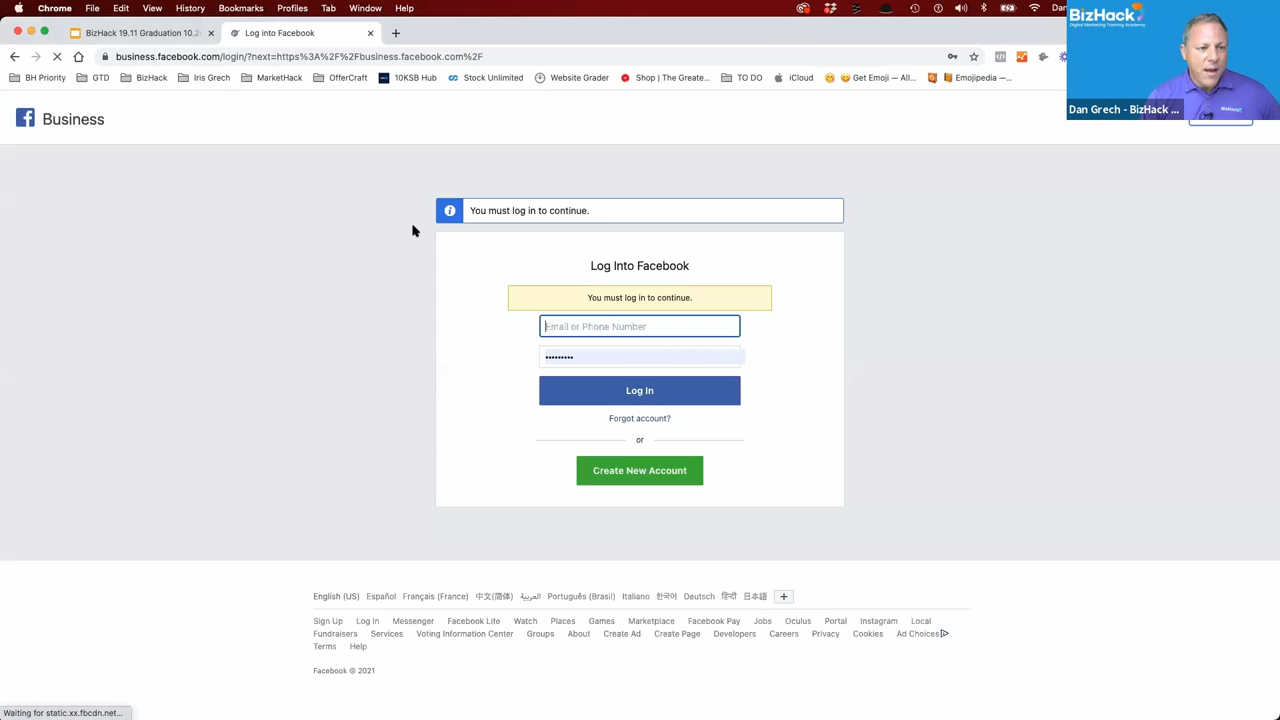 Chrome File Edit View History Bookmarks Profiles Tab Window Help
BizHack 19.11 Graduation 10.2
Log into Facebook
business.facebook.com/login/?next=https%3A%2F%2Fbusiness.facebook.com%2F
BH Priority GTD BizHack Iris Grech MarketHack OfferCraft 10KSB Hub Stock Unlimited Website Grader Shop | The Greate... TO DO iCloud Get Emoji — All... Emojipedia —...
BizHack
Digital Marketing Training Academy
BizHack
Dan Grech - BizHack ...
Business
You must log in to continue.
Log Into Facebook
You must log in to continue.
Email or Phone Number
•••••••••
Log In
Forgot account?
or
Create New Account
English (US) Español Français (France) 中文(简体) العربية Português (Brasil) Italiano 한국어 Deutsch हिन्दी 日本語
Sign Up Log In Messenger Facebook Lite Watch Places Games Marketplace Facebook Pay Jobs Oculus Portal Instagram Local
Fundraisers Services Voting Information Center Groups About Create Ad Create Page Developers Careers Privacy Cookies Ad Choices
Terms Help
Facebook © 2021
Waiting for static.xx.fbcdn.net...